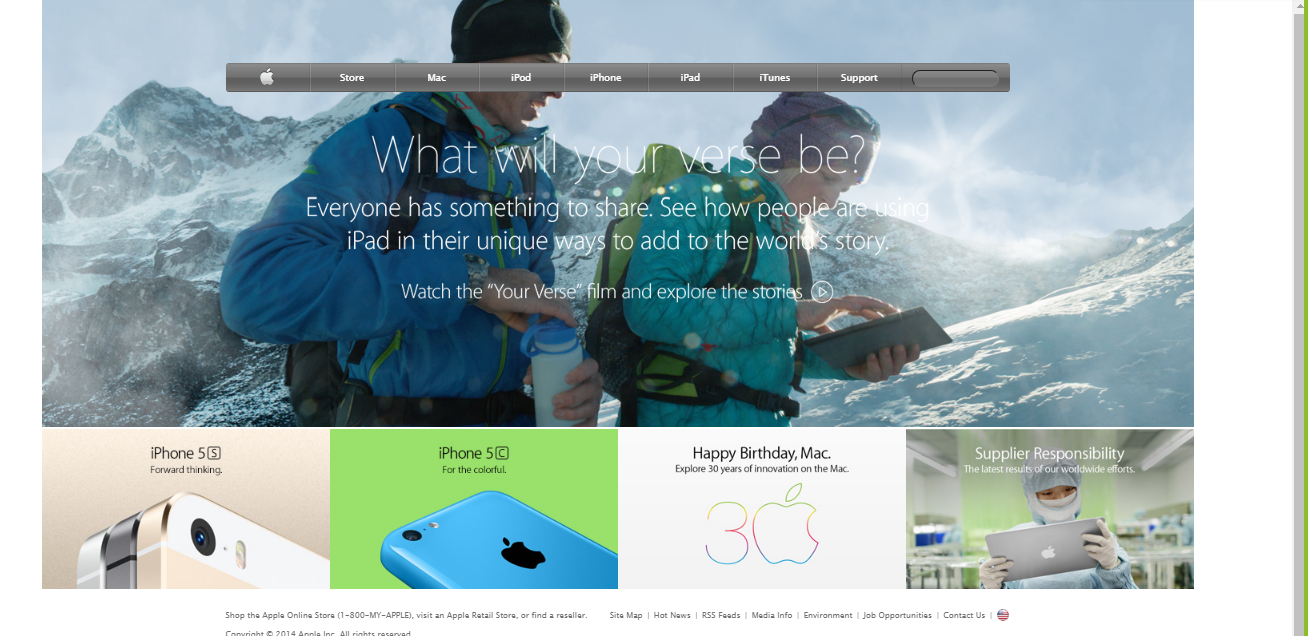 Store Mac iPod iPhone iPad iTunes Support
What will your verse be?
Everyone has something to share. See how people are using
iPad in their unique ways to add to the world's story.
Watch the “Your Verse” film and explore the stories
iPhone 5S
Forward thinking.
iPhone 5C
For the colorful.
Happy Birthday, Mac.
Explore 30 years of innovation on the Mac.
30
Supplier Responsibility
The latest results of our worldwide efforts.
Shop the Apple Online Store (1-800-MY-APPLE), visit an Apple Retail Store, or find a reseller.
Site Map | Hot News | RSS Feeds | Media Info | Environment | Job Opportunities | Contact Us |
Copyright © 2014 Apple Inc. All rights reserved.